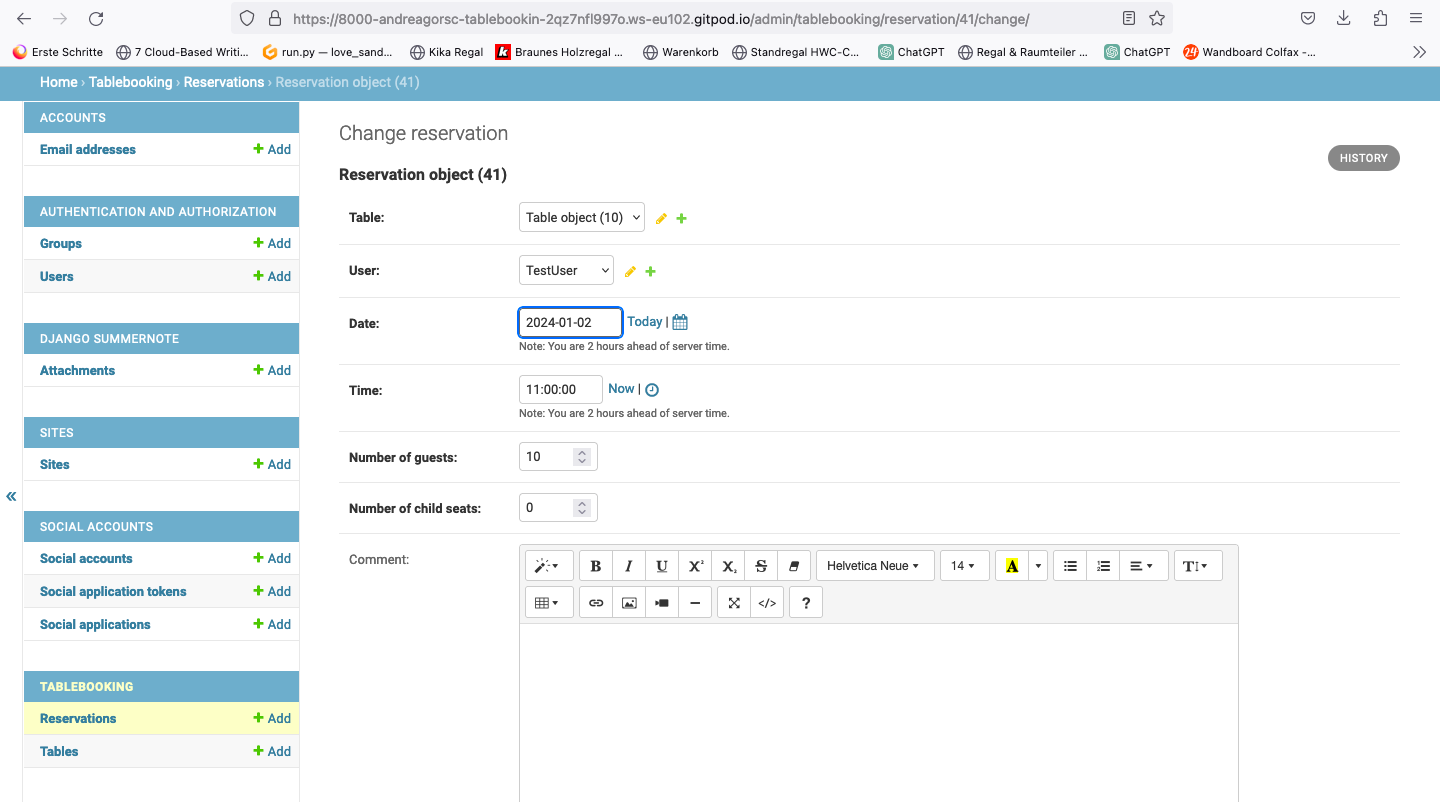 https://8000-andreagorsc-tablebookin-2qz7nfl997o.ws-eu102.gitpod.io/admin/tablebooking/reservation/41/change/
Erste Schritte 7 Cloud-Based Writi... run.py — love_sand... Kika Regal Braunes Holzregal ... Warenkorb Standregal HWC-C... ChatGPT Regal & Raumteiler ... ChatGPT Wandboard Colfax -...
Home › Tablebooking › Reservations › Reservation object (41)
ACCOUNTS
Email addresses + Add
AUTHENTICATION AND AUTHORIZATION
Groups + Add
Users + Add
DJANGO SUMMERNOTE
Attachments + Add
SITES
Sites + Add
«
SOCIAL ACCOUNTS
Social accounts + Add
Social application tokens + Add
Social applications + Add
TABLEBOOKING
Reservations + Add
Tables + Add
Change reservation
HISTORY
Reservation object (41)
Table: Table object (10)
User: TestUser
Date: 2024-01-02 Today |
Note: You are 2 hours ahead of server time.
Time: 11:00:00 Now |
Note: You are 2 hours ahead of server time.
Number of guests: 10
Number of child seats: 0
Comment:
B I U X² X₂ S Helvetica Neue 14 A T
</> ?